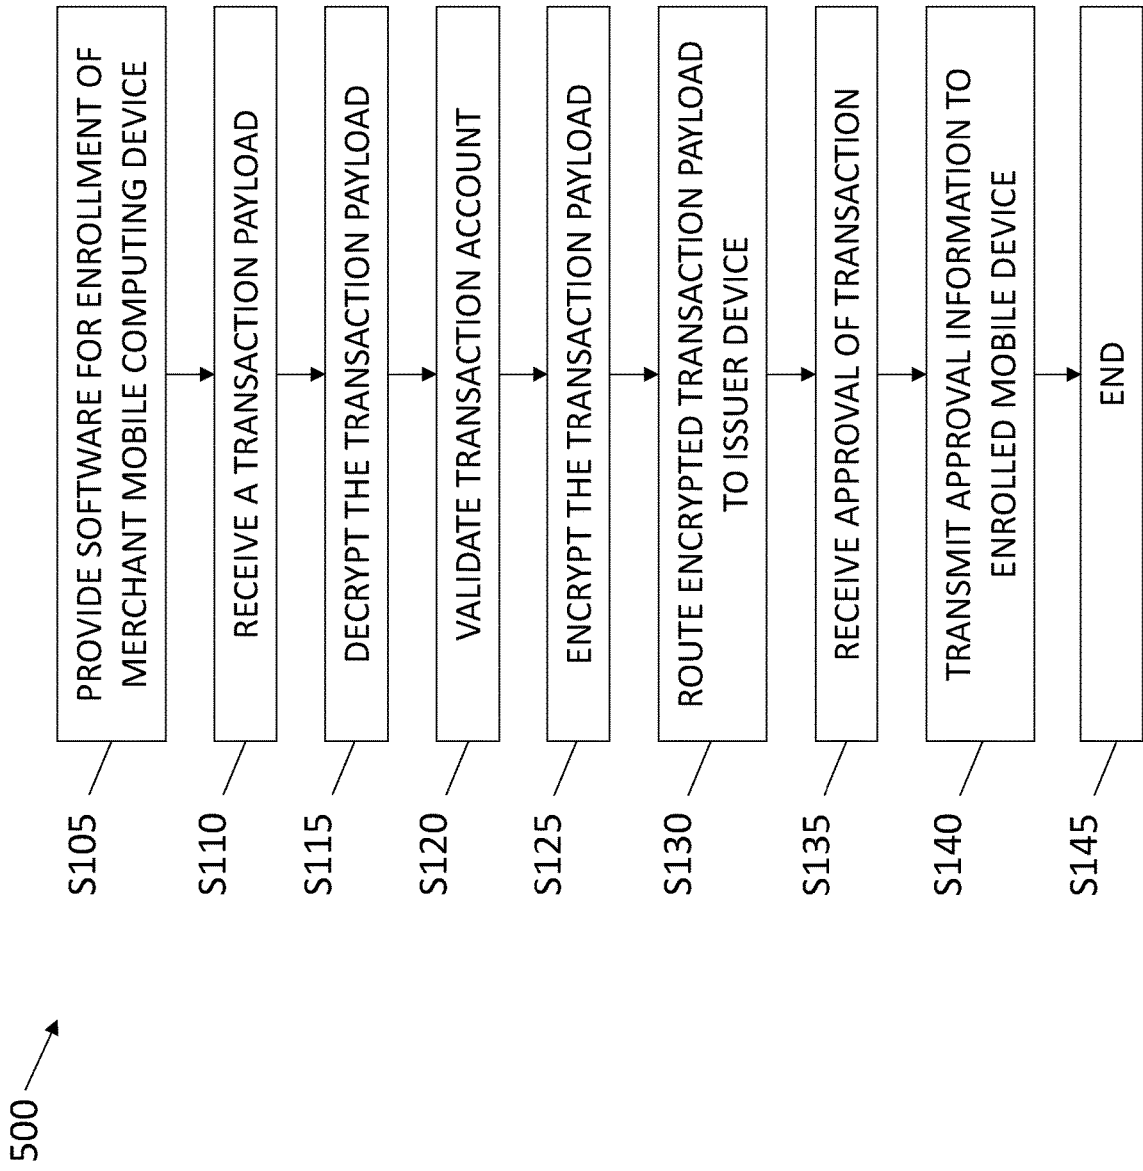 500
S105
PROVIDE SOFTWARE FOR ENROLLMENT OF
MERCHANT MOBILE COMPUTING DEVICE
S110
RECEIVE A TRANSACTION PAYLOAD
S115
DECRYPT THE TRANSACTION PAYLOAD
S120
VALIDATE TRANSACTION ACCOUNT
S125
ENCRYPT THE TRANSACTION PAYLOAD
S130
ROUTE ENCRYPTED TRANSACTION PAYLOAD
TO ISSUER DEVICE
S135
RECEIVE APPROVAL OF TRANSACTION
S140
TRANSMIT APPROVAL INFORMATION TO
ENROLLED MOBILE DEVICE
S145
END